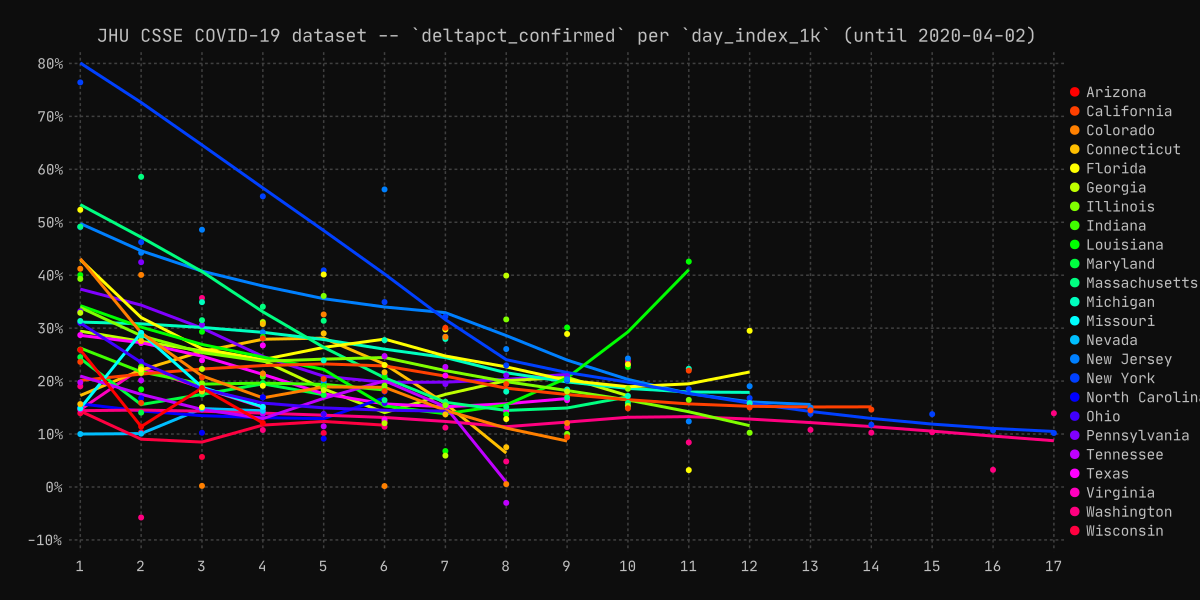 JHU CSSE COVID-19 dataset -- `deltapct_confirmed` per `day_index_1k` (until 2020-04-02)
80%
70%
60%
50%
40%
30%
20%
10%
0%
-10%
1 2 3 4 5 6 7 8 9 10 11 12 13 14 15 16 17
Arizona
California
Colorado
Connecticut
Florida
Georgia
Illinois
Indiana
Louisiana
Maryland
Massachusetts
Michigan
Missouri
Nevada
New Jersey
New York
North Carolina
Ohio
Pennsylvania
Tennessee
Texas
Virginia
Washington
Wisconsin